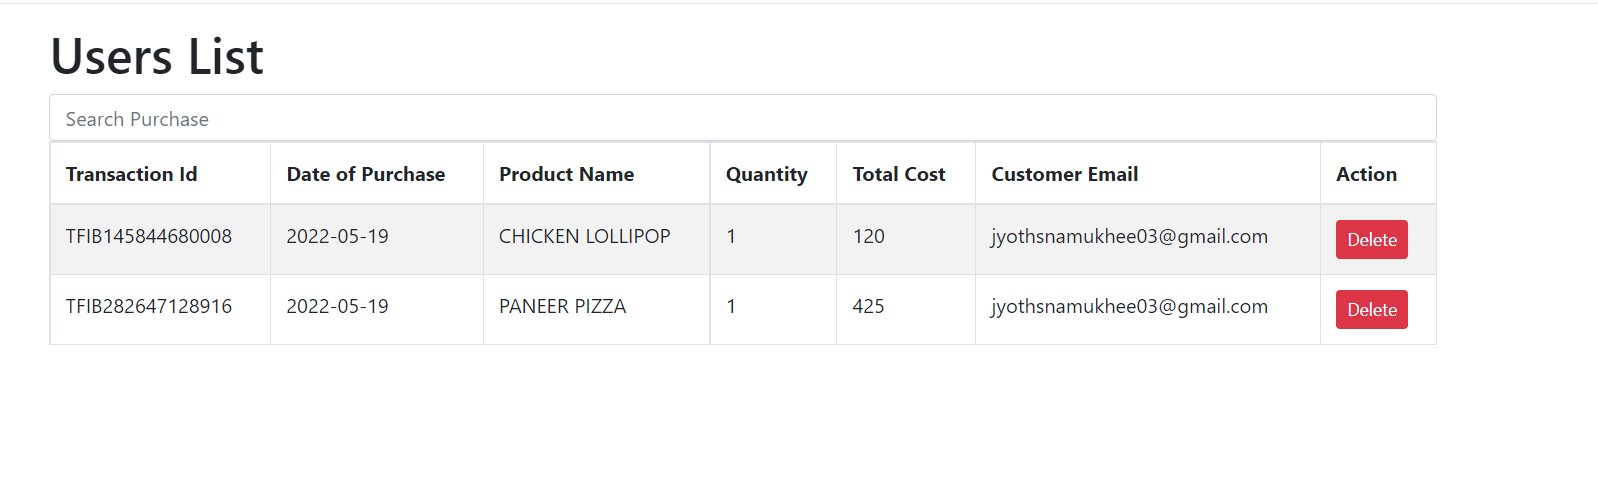 Users List
Search Purchase
Transaction Id Date of Purchase Product Name Quantity Total Cost Customer Email Action
TFIB145844680008 2022-05-19 CHICKEN LOLLIPOP 1 120 jyothsnamukhee03@gmail.com Delete
TFIB282647128916 2022-05-19 PANEER PIZZA 1 425 jyothsnamukhee03@gmail.com Delete